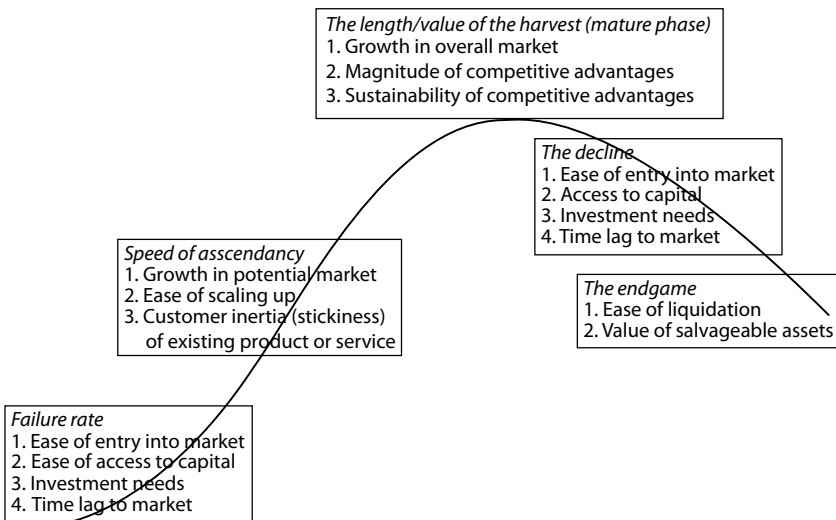 The length/value of the harvest (mature phase)
1. Growth in overall market
2. Magnitude of competitive advantages
3. Sustainability of competitive advantages
The decline
1. Ease of entry into market
2. Access to capital
3. Investment needs
4. Time lag to market
Speed of asscendancy
1. Growth in potential market
2. Ease of scaling up
3. Customer inertia (stickiness)
of existing product or service
The endgame
1. Ease of liquidation
2. Value of salvageable assets
Failure rate
1. Ease of entry into market
2. Ease of access to capital
3. Investment needs
4. Time lag to market